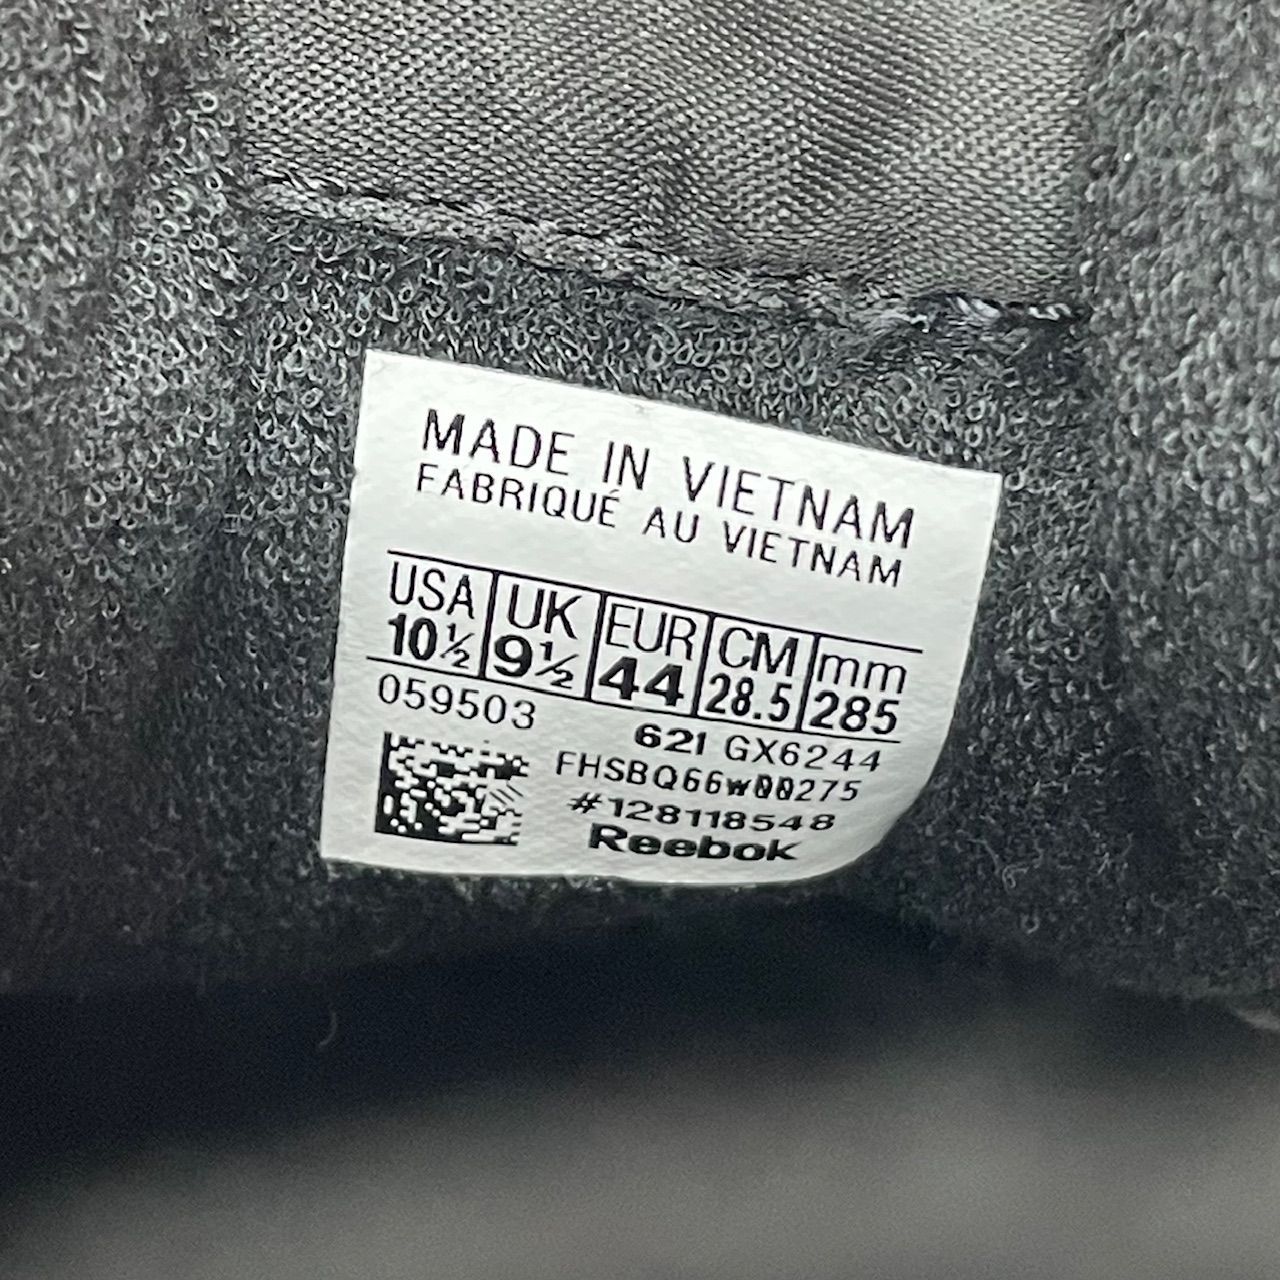 MADE IN VIETNAM
FABRIQUÉ AU VIETNAM
USA UK EUR CM mm
10½ 9½ 44 28.5 285
059503
621 GX6244
FHSBQ66w00275
#128118548
Reebok